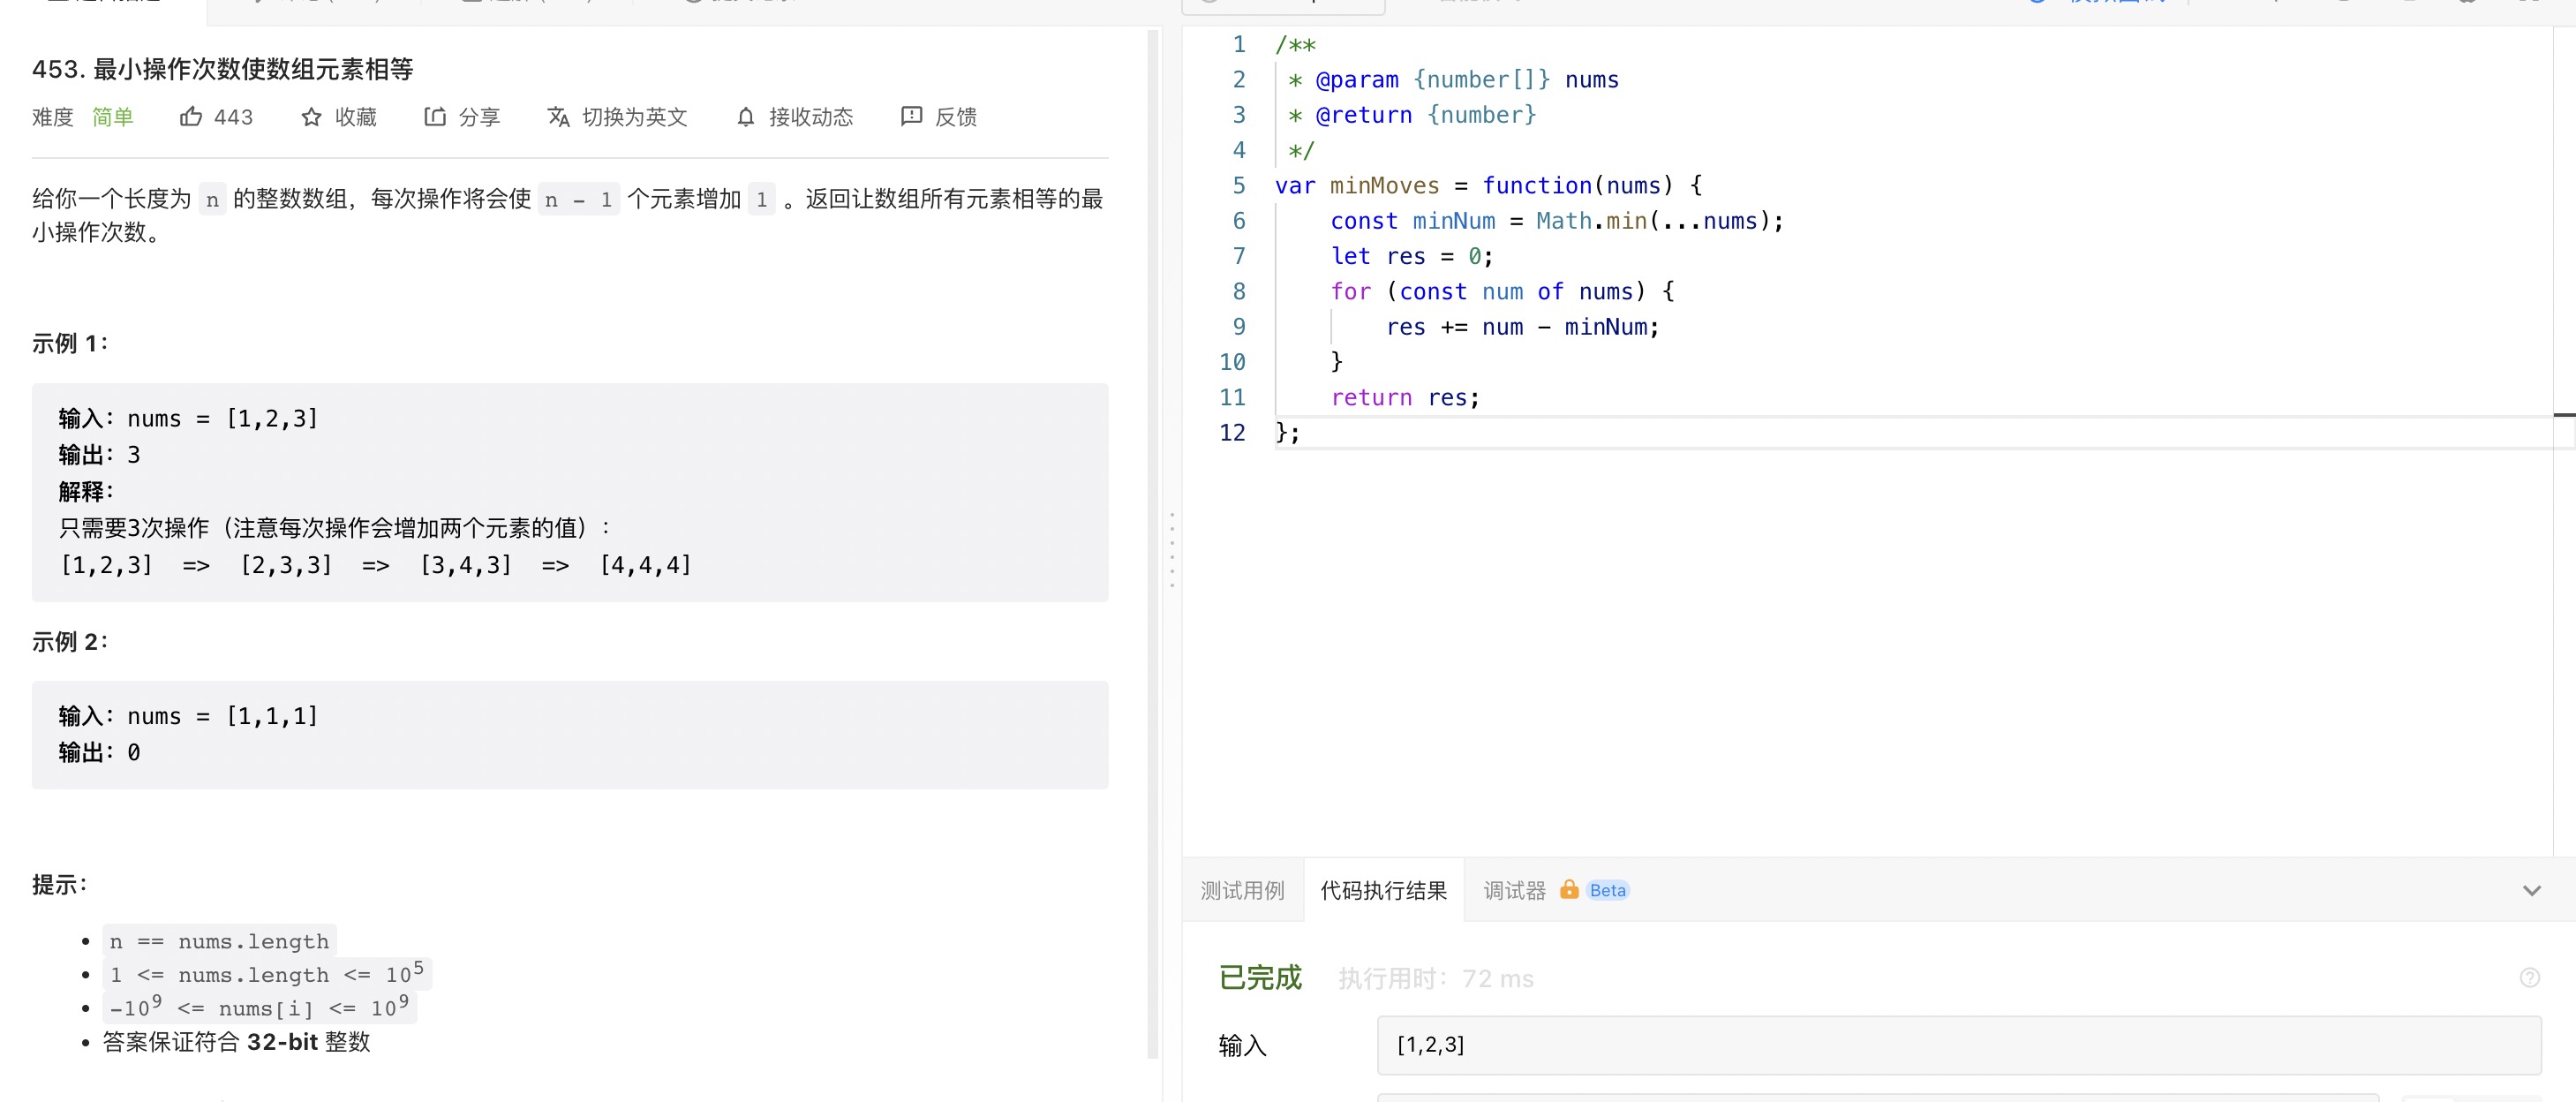 453. 最小操作次数使数组元素相等
难度 简单 443 收藏 分享 切换为英文 接收动态 反馈
给你一个长度为 n 的整数数组，每次操作将会使 n - 1 个元素增加 1 。返回让数组所有元素相等的最
小操作次数。
示例 1：
输入：nums = [1,2,3]
输出：3
解释：
只需要3次操作（注意每次操作会增加两个元素的值）：
[1,2,3]  =>  [2,3,3]  =>  [3,4,3]  =>  [4,4,4]
示例 2：
输入：nums = [1,1,1]
输出：0
提示：
• n == nums.length
• 1 <= nums.length <= 10⁵
• -10⁹ <= nums[i] <= 10⁹
• 答案保证符合 32-bit 整数
1 /**
2  * @param {number[]} nums
3  * @return {number}
4  */
5 var minMoves = function(nums) {
6     const minNum = Math.min(...nums);
7     let res = 0;
8     for (const num of nums) {
9         res += num - minNum;
10     }
11     return res;
12 };
测试用例 代码执行结果 调试器 Beta
已完成 执行用时：72 ms
输入 [1,2,3]